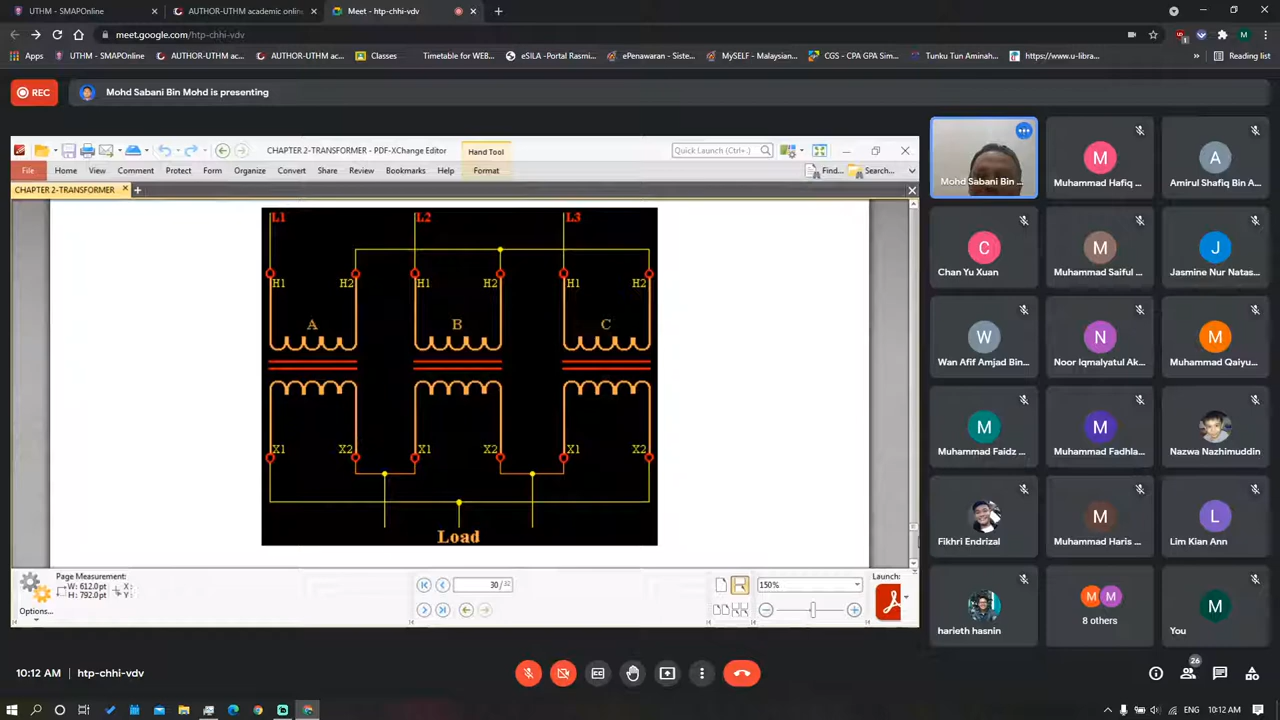 UTHM - SMAPOnline
AUTHOR-UTHM academic onlin
Meet - htp-chhi-vdv
meet.google.com/htp-chhi-vdv
Apps
UTHM - SMAPOnline
AUTHOR-UTHM ac...
AUTHOR-UTHM ac...
Classes
Timetable for WEB...
eSILA -Portal Rasmi...
ePenawaran - Siste...
MySELF - Malaysian...
CGS - CPA GPA Sim...
Tunku Tun Aminah...
https://www.u-libra...
»
Reading list
REC
Mohd Sabani Bin Mohd is presenting
CHAPTER 2-TRANSFORMER - PDF-XChange Editor
Hand Tool
Quick Launch (Ctrl+.)
File
Home
View
Comment
Protect
Form
Organize
Convert
Share
Review
Bookmarks
Help
Format
Find...
Search...
CHAPTER 2-TRANSFORMER
L1
L2
L3
H1
H2
H1
H2
H1
H2
A
B
C
X1
X2
X1
X2
X1
X2
Load
Page Measurement:
W: 612.0pt
H: 792.0pt
X:
Y:
Options...
30 / 32
150%
Launch:
Mohd Sabani Bin ...
M
Muhammad Hafiq ...
A
Amirul Shafiq Bin A...
C
Chan Yu Xuan
M
Muhammad Saiful ...
J
Jasmine Nur Natas...
W
Wan Afif Amjad Bin...
N
Noor Iqmalyatul Ak...
M
Muhammad Qaiyu...
M
Muhammad Faidz ...
M
Muhammad Fadhla...
Nazwa Nazhimuddin
Fikhri Endrizal
M
Muhammad Haris ...
L
Lim Kian Ann
harieth hasnin
M
M
8 others
M
You
10:12 AM | htp-chhi-vdv
26
ENG
10:12 AM